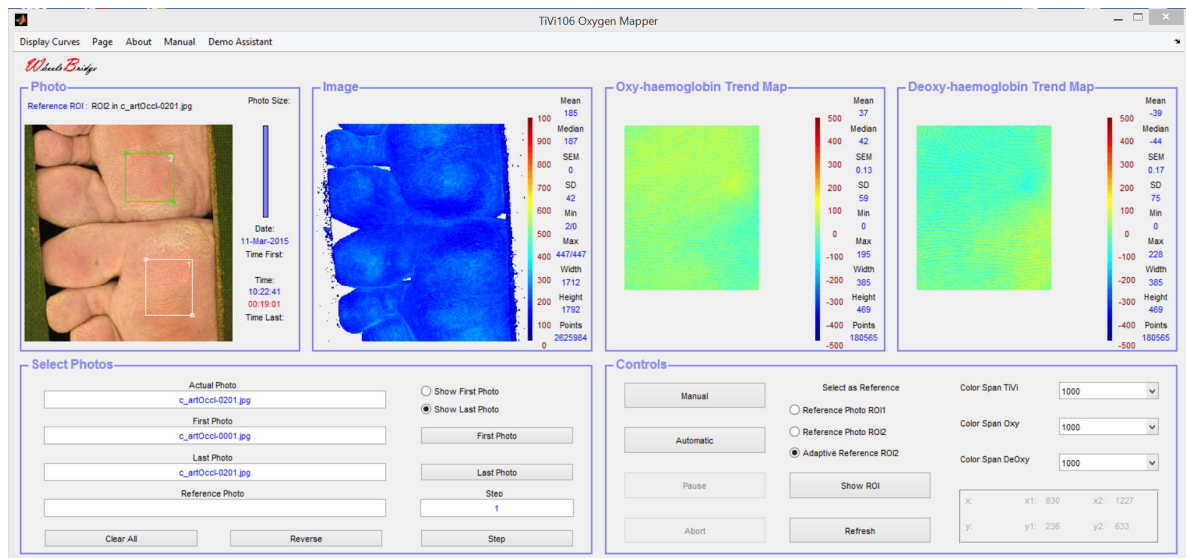 TiVi106 Oxygen Mapper
Display Curves Page About Manual Demo Assistant
WheelsBridge
Photo
Reference ROI : ROI2 in c_artOccl-0201.jpg
Photo Size:
2
1
Date:
11-Mar-2015
Time First:
Time:
10:22:41
00:19:01
Time Last:
Image
100
900
800
700
600
500
400
300
200
100
0
Mean
185
Median
187
SEM
0
SD
42
Min
2/0
Max
447/447
Width
1712
Height
1792
Points
2625984
Oxy-haemoglobin Trend Map
500
400
300
200
100
0
-100
-200
-300
-400
-500
Mean
37
Median
42
SEM
0.13
SD
59
Min
0
Max
195
Width
385
Height
469
Points
180565
Deoxy-haemoglobin Trend Map
500
400
300
200
100
0
-100
-200
-300
-400
-500
Mean
-39
Median
-44
SEM
0.17
SD
75
Min
0
Max
228
Width
385
Height
469
Points
180565
Select Photos
Actual Photo
c_artOccl-0201.jpg
First Photo
c_artOccl-0001.jpg
Last Photo
c_artOccl-0201.jpg
Reference Photo
Clear All
Reverse
Show First Photo
Show Last Photo
First Photo
Last Photo
Step
1
Step
Controls
Manual
Automatic
Pause
Abort
Select as Reference
Reference Photo ROI1
Reference Photo ROI2
Adaptive Reference ROI2
Show ROI
Refresh
Color Span TiVi 1000
Color Span Oxy 1000
Color Span DeOxy 1000
x: x1: 830 x2: 1227
y: y1: 236 y2: 633